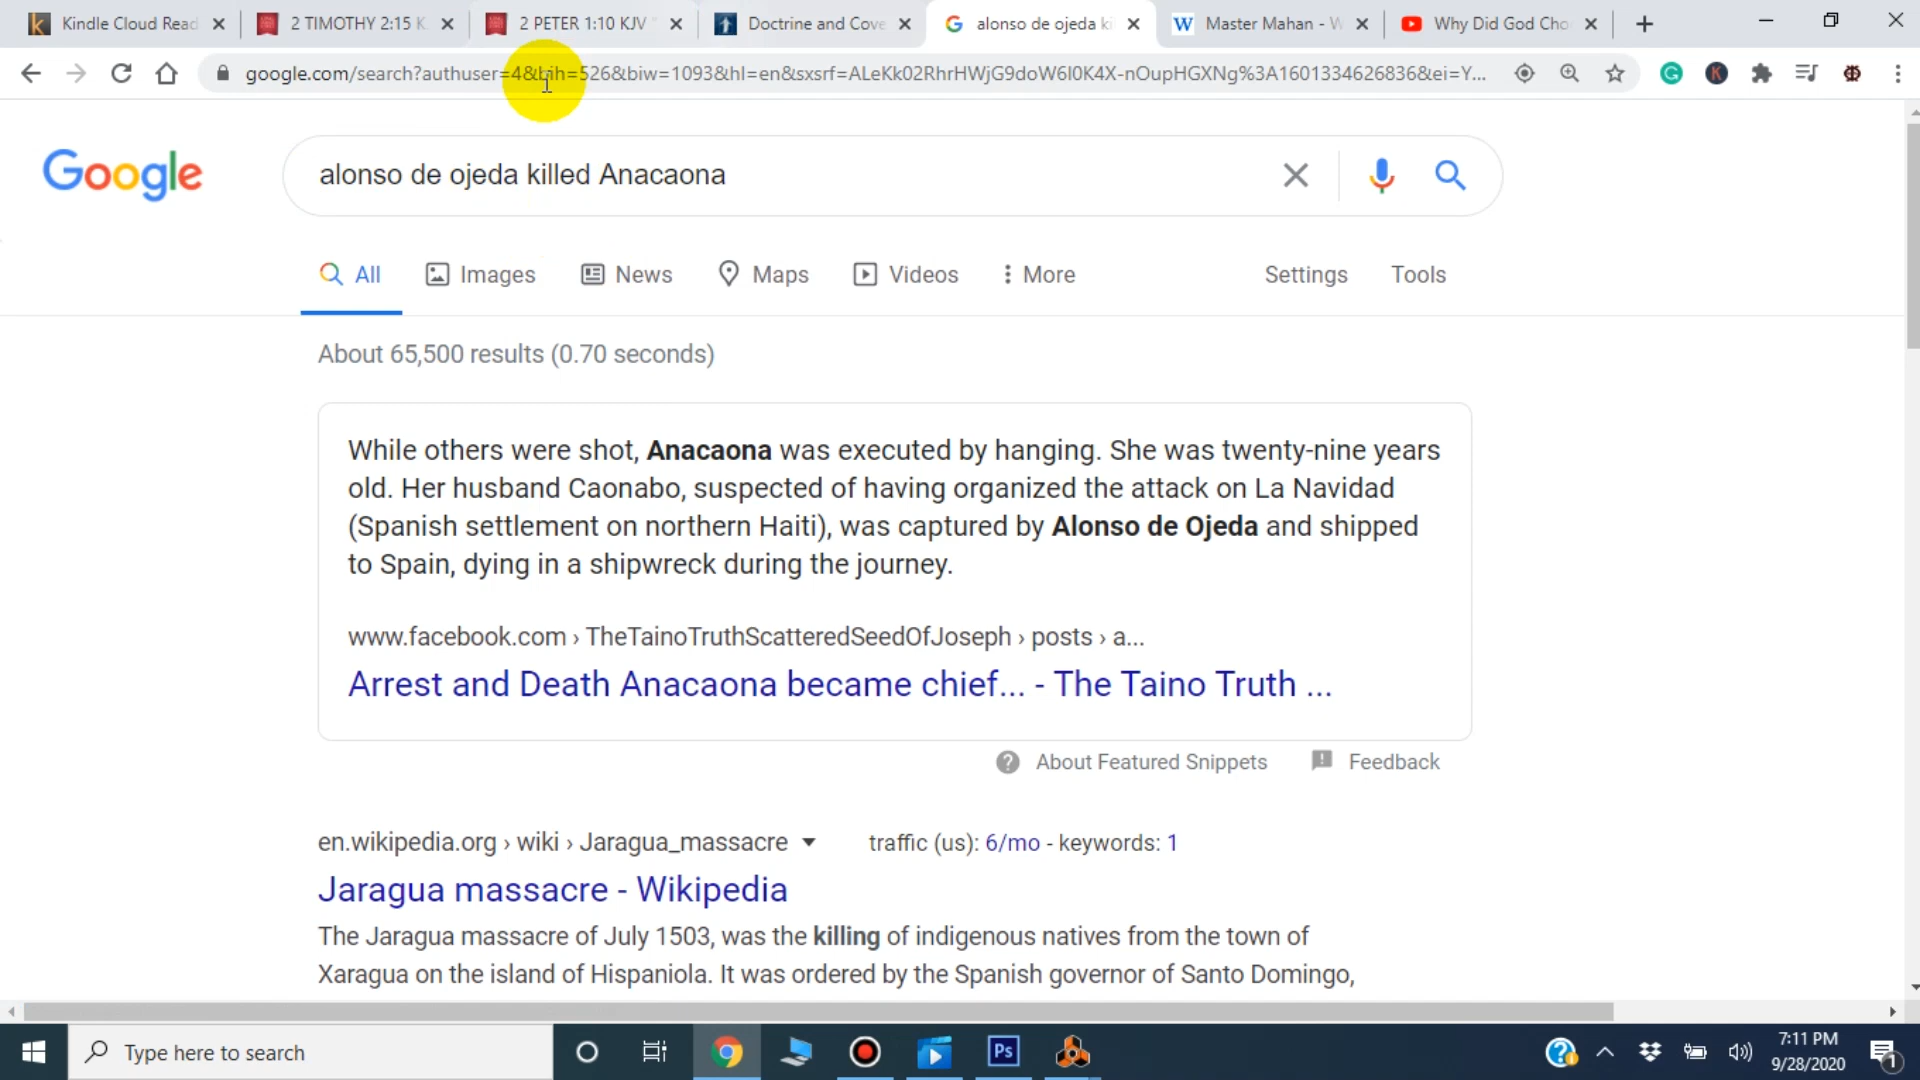 Kindle Cloud Read
2 TIMOTHY 2:15 K
2 PETER 1:10 KJV
Doctrine and Cove
alonso de ojeda ki
Master Mahan - W
Why Did God Cho
google.com/search?authuser=4&bih=526&biw=1093&hl=en&sxsrf=ALeKk02RhrHWjG9doW6l0K4X-nOupHGXNg%3A1601334626836&ei=Y...
Google
alonso de ojeda killed Anacaona
All
Images
News
Maps
Videos
More
Settings
Tools
About 65,500 results (0.70 seconds)
While others were shot, Anacaona was executed by hanging. She was twenty-nine years
old. Her husband Caonabo, suspected of having organized the attack on La Navidad
(Spanish settlement on northern Haiti), was captured by Alonso de Ojeda and shipped
to Spain, dying in a shipwreck during the journey.
www.facebook.com › TheTainoTruthScatteredSeedOfJoseph › posts › a...
Arrest and Death Anacaona became chief... - The Taino Truth ...
About Featured Snippets
Feedback
en.wikipedia.org › wiki › Jaragua_massacre
traffic (us): 6/mo - keywords: 1
Jaragua massacre - Wikipedia
The Jaragua massacre of July 1503, was the killing of indigenous natives from the town of
Xaragua on the island of Hispaniola. It was ordered by the Spanish governor of Santo Domingo,
Type here to search
Ps
7:11 PM
9/28/2020
1